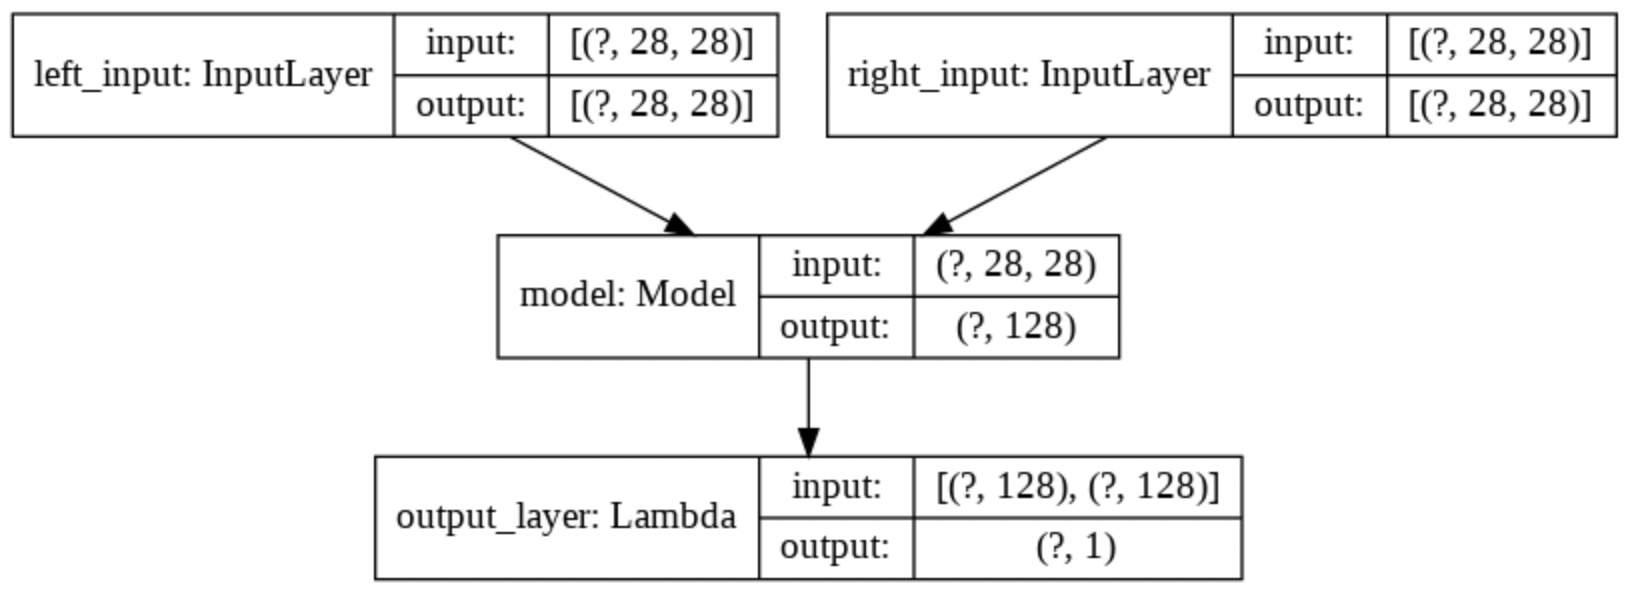 left_input: InputLayer
input:
[(?, 28, 28)]
output:
[(?, 28, 28)]
right_input: InputLayer
input:
[(?, 28, 28)]
output:
[(?, 28, 28)]
model: Model
input:
(?, 28, 28)
output:
(?, 128)
output_layer: Lambda
input:
[(?, 128), (?, 128)]
output:
(?, 1)